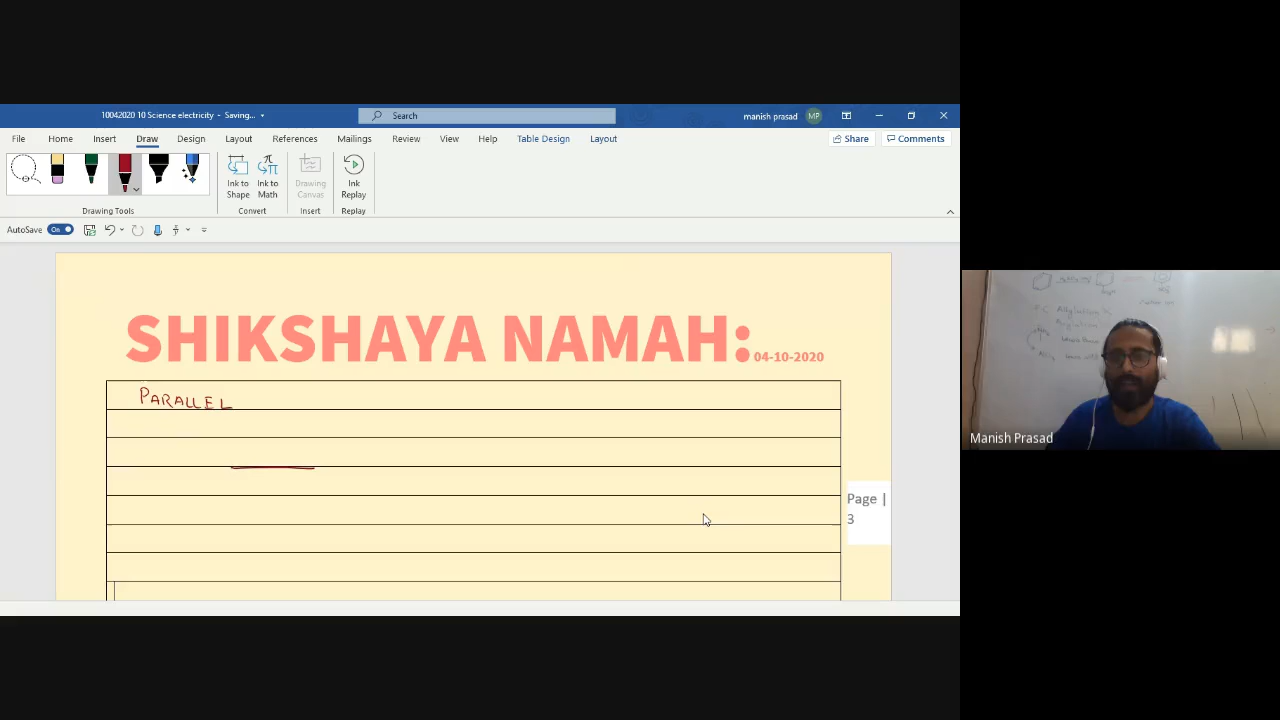 10042020 10 Science electricity - Saving...
Search
manish prasad MP
File Home Insert Draw Design Layout References Mailings Review View Help Table Design Layout Share Comments
Ink to Shape
Ink to Math
Drawing Canvas
Ink Replay
Drawing Tools Convert Insert Replay
AutoSave On
SHIKSHAYA NAMAH: 04-10-2020
PARALLEL
Page |
3
Manish Prasad